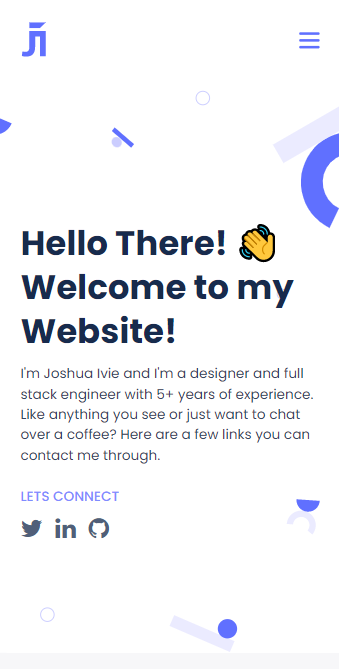 Hello There! 👋
Welcome to my
Website!
I'm Joshua Ivie and I'm a designer and full
stack engineer with 5+ years of experience.
Like anything you see or just want to chat
over a coffee? Here are a few links you can
contact me through.
LETS CONNECT
in